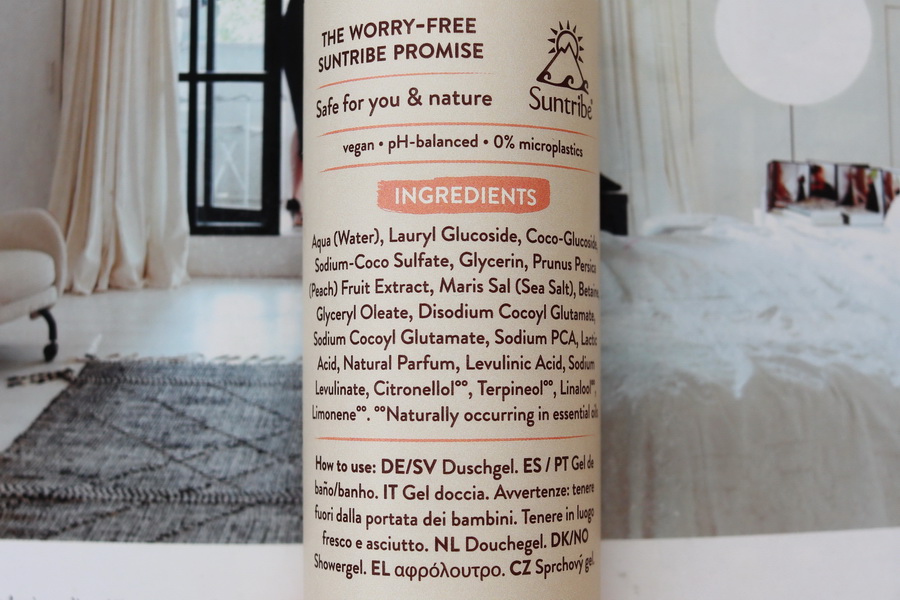 THE WORRY-FREE
SUNTRIBE PROMISE
Suntribe
Safe for you & nature
vegan • pH-balanced • 0% microplastics
INGREDIENTS
Aqua (Water), Lauryl Glucoside, Coco-Glucoside,
Sodium-Coco Sulfate, Glycerin, Prunus Persica
(Peach) Fruit Extract, Maris Sal (Sea Salt), Betaine,
Glyceryl Oleate, Disodium Cocoyl Glutamate,
Sodium Cocoyl Glutamate, Sodium PCA, Lactic
Acid, Natural Parfum, Levulinic Acid, Sodium
Levulinate, Citronellol°°, Terpineol°°, Linalool°°,
Limonene°°. °°Naturally occurring in essential oils
How to use: DE/SV Duschgel. ES / PT Gel de
baño/banho. IT Gel doccia. Avvertenze: tenere
fuori dalla portata dei bambini. Tenere in luogo
fresco e asciutto. NL Douchegel. DK/NO
Showergel. EL αφρόλουτρο. CZ Sprchový gel.